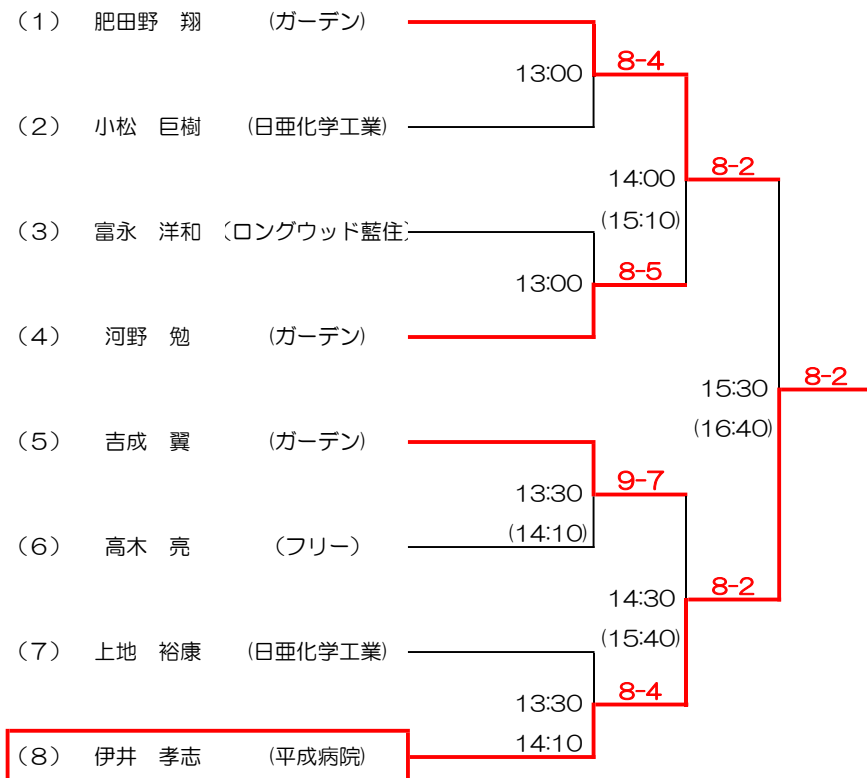 (1) 肥田野 翔 (ガーデン)
8-4
13:00
(2) 小松 巨樹 (日亜化学工業)
8-2
14:00
(15:10)
(3) 富永 洋和 (ロングウッド藍住)
8-5
13:00
(4) 河野 勉 (ガーデン)
8-2
15:30
(16:40)
(5) 吉成 翼 (ガーデン)
9-7
13:30
(14:10)
(6) 高木 亮 (フリー)
8-2
14:30
(15:40)
(7) 上地 裕康 (日亜化学工業)
8-4
13:30
14:10
(8) 伊井 孝志 (平成病院)